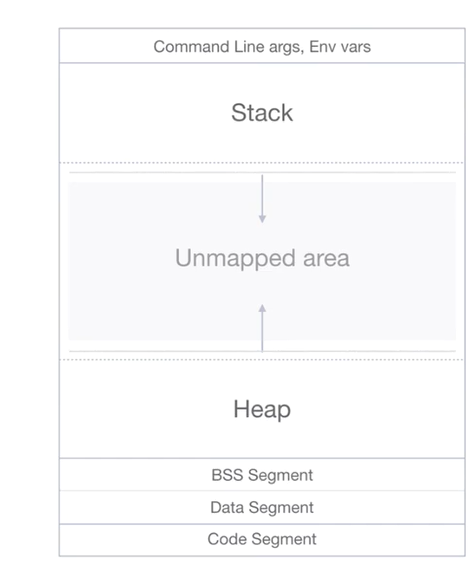 Command Line args, Env vars
Stack
Unmapped area
Heap
BSS Segment
Data Segment
Code Segment